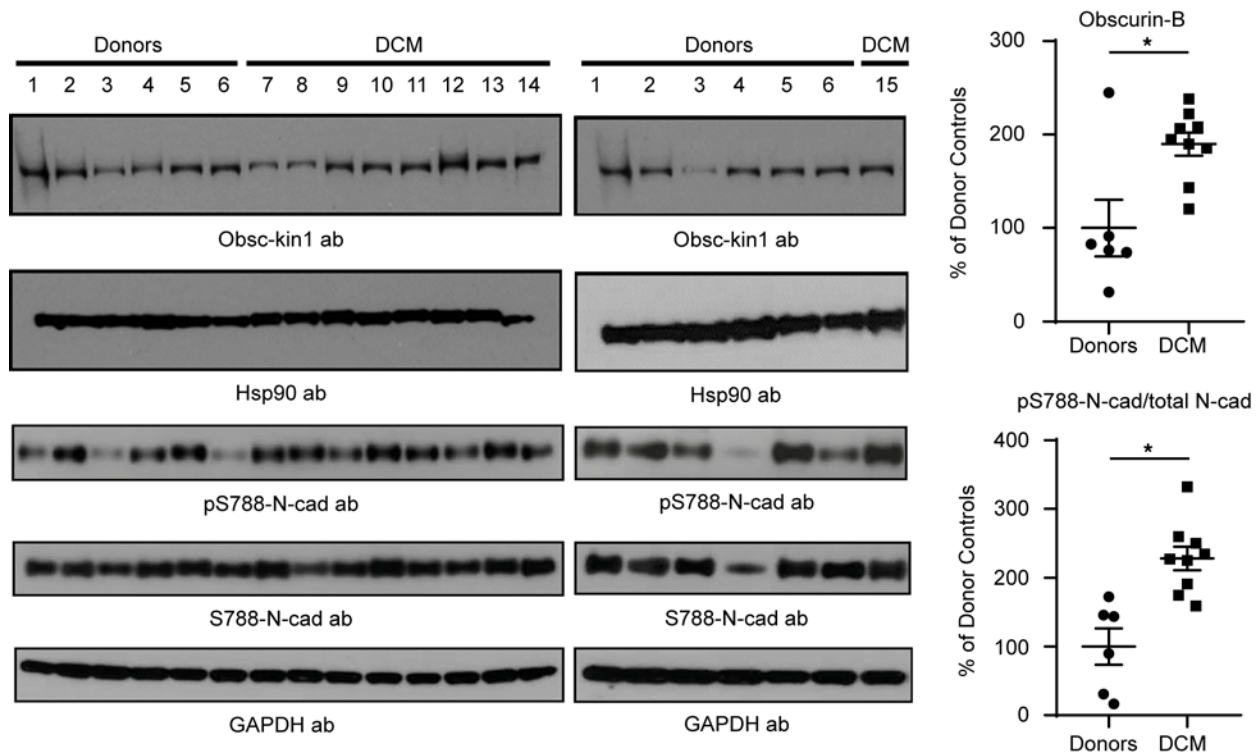 Donors DCM
1 2 3 4 5 6 7 8 9 10 11 12 13 14
Obsc-kin1 ab
Hsp90 ab
pS788-N-cad ab
S788-N-cad ab
GAPDH ab
Donors DCM
1 2 3 4 5 6 15
Obsc-kin1 ab
Hsp90 ab
pS788-N-cad ab
S788-N-cad ab
GAPDH ab
Obscurin-B
*
% of Donor Controls
300
200
100
0
Donors DCM
pS788-N-cad/total N-cad
*
% of Donor Controls
400
300
200
100
0
Donors DCM